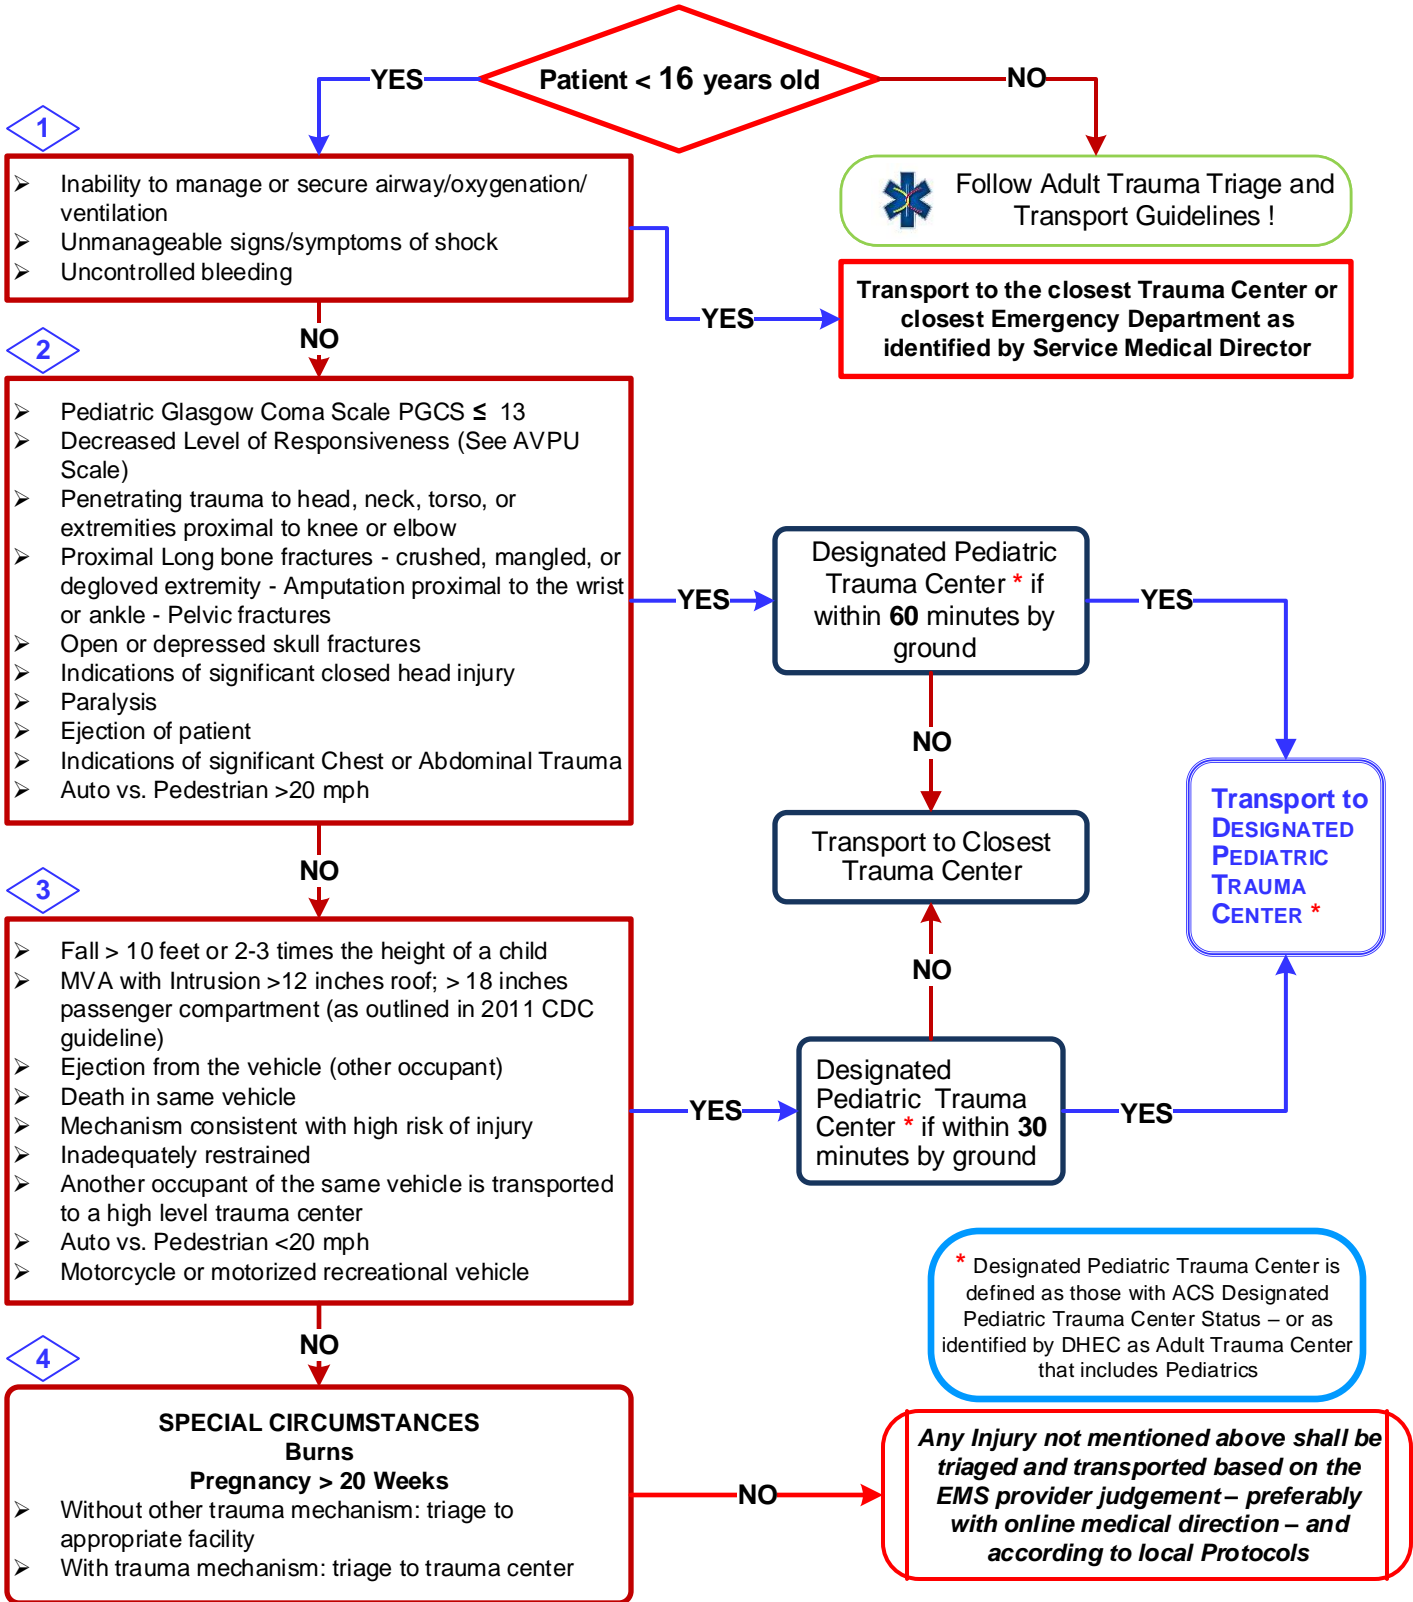 Patient < 16 years old
YES
NO
1
➢ Inability to manage or secure airway/oxygenation/
ventilation
➢ Unmanageable signs/symptoms of shock
➢ Uncontrolled bleeding
Follow Adult Trauma Triage and
Transport Guidelines !
YES
Transport to the closest Trauma Center or
closest Emergency Department as
identified by Service Medical Director
NO
2
➢ Pediatric Glasgow Coma Scale PGCS ≤ 13
➢ Decreased Level of Responsiveness (See AVPU
Scale)
➢ Penetrating trauma to head, neck, torso, or
extremities proximal to knee or elbow
➢ Proximal Long bone fractures - crushed, mangled, or
degloved extremity - Amputation proximal to the wrist
or ankle - Pelvic fractures
➢ Open or depressed skull fractures
➢ Indications of significant closed head injury
➢ Paralysis
➢ Ejection of patient
➢ Indications of significant Chest or Abdominal Trauma
➢ Auto vs. Pedestrian >20 mph
YES
Designated Pediatric
Trauma Center * if
within 60 minutes by
ground
YES
NO
Transport to Closest
Trauma Center
Transport to
DESIGNATED
PEDIATRIC
TRAUMA
CENTER *
NO
3
➢ Fall > 10 feet or 2-3 times the height of a child
➢ MVA with Intrusion >12 inches roof; > 18 inches
passenger compartment (as outlined in 2011 CDC
guideline)
➢ Ejection from the vehicle (other occupant)
➢ Death in same vehicle
➢ Mechanism consistent with high risk of injury
➢ Inadequately restrained
➢ Another occupant of the same vehicle is transported
to a high level trauma center
➢ Auto vs. Pedestrian <20 mph
➢ Motorcycle or motorized recreational vehicle
NO
YES
Designated
Pediatric Trauma
Center * if within 30
minutes by ground
YES
* Designated Pediatric Trauma Center is
defined as those with ACS Designated
Pediatric Trauma Center Status – or as
identified by DHEC as Adult Trauma Center
that includes Pediatrics
NO
4
SPECIAL CIRCUMSTANCES
Burns
Pregnancy > 20 Weeks
➢ Without other trauma mechanism: triage to
appropriate facility
➢ With trauma mechanism: triage to trauma center
NO
Any Injury not mentioned above shall be
triaged and transported based on the
EMS provider judgement – preferably
with online medical direction – and
according to local Protocols